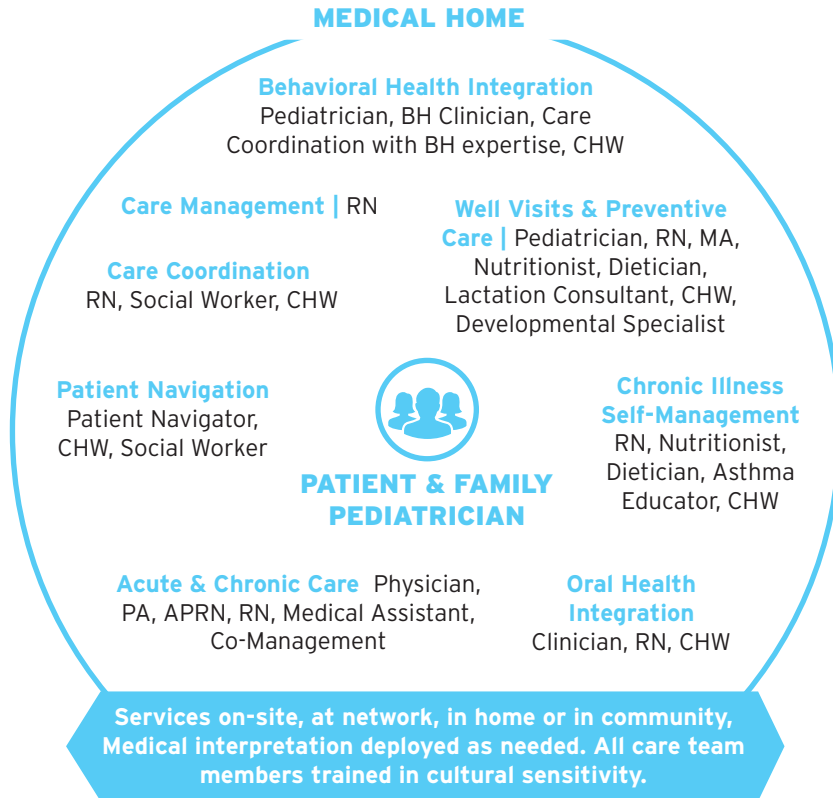 MEDICAL HOME
Behavioral Health Integration
Pediatrician, BH Clinician, Care
Coordination with BH expertise, CHW
Care Management | RN
Well Visits & Preventive
Care | Pediatrician, RN, MA,
Nutritionist, Dietician,
Lactation Consultant, CHW,
Developmental Specialist
Care Coordination
RN, Social Worker, CHW
Patient Navigation
Patient Navigator,
CHW, Social Worker
PATIENT & FAMILY
PEDIATRICIAN
Chronic Illness
Self-Management
RN, Nutritionist,
Dietician, Asthma
Educator, CHW
Acute & Chronic Care Physician,
PA, APRN, RN, Medical Assistant,
Co-Management
Oral Health
Integration
Clinician, RN, CHW
Services on-site, at network, in home or in community,
Medical interpretation deployed as needed. All care team
members trained in cultural sensitivity.